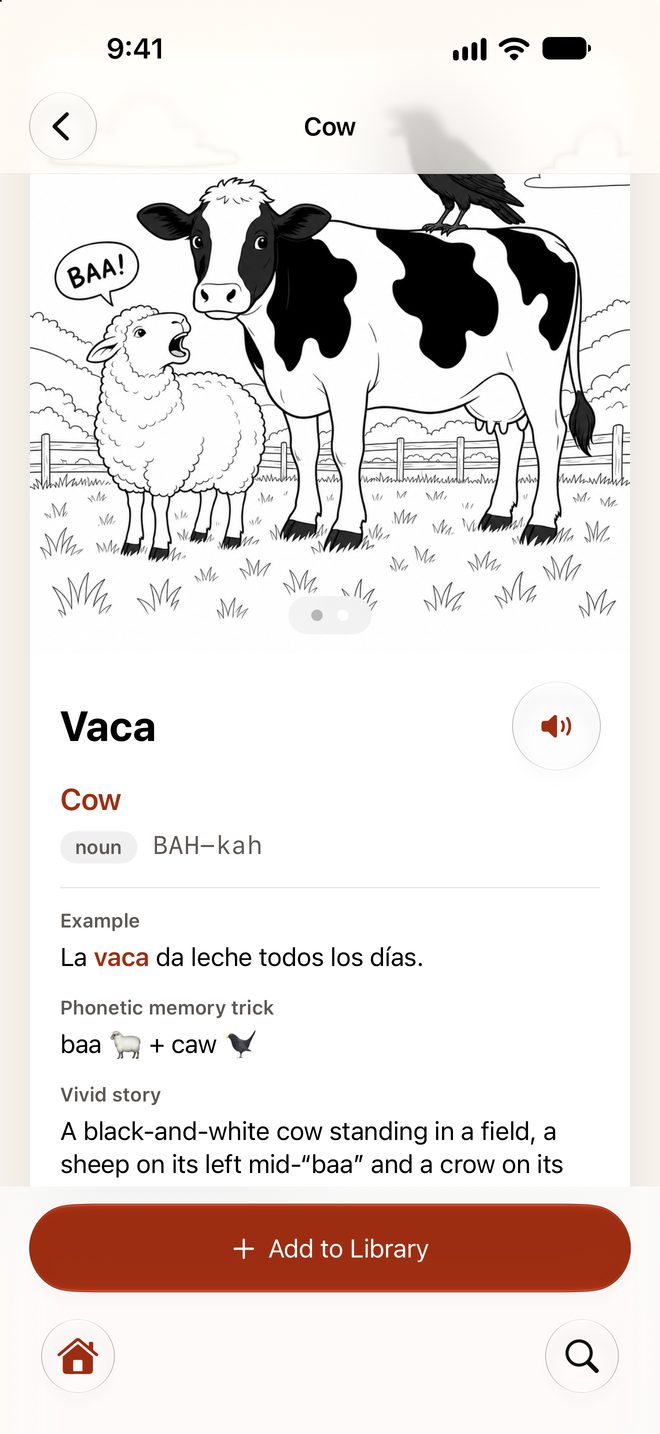 9:41
Cow
BAA!
Vaca
Cow
noun BAH–kah
Example
La vaca da leche todos los días.
Phonetic memory trick
baa 🐑 + caw 🐦‍⬛
Vivid story
A black-and-white cow standing in a field, a
sheep on its left mid-“baa” and a crow on its
+ Add to Library